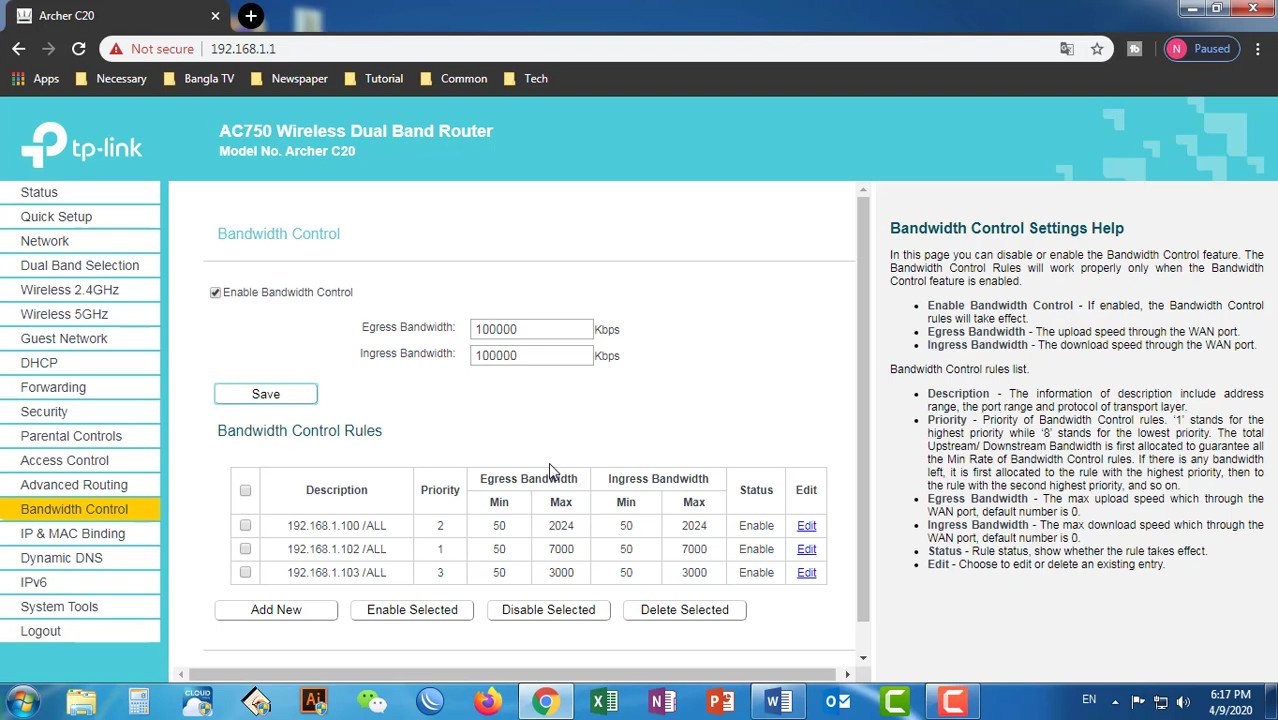 Archer C20
Not secure 192.168.1.1
N Paused
Apps Necessary Bangla TV Newspaper Tutorial Common Tech
tp-link
AC750 Wireless Dual Band Router
Model No. Archer C20
Status
Quick Setup
Network
Dual Band Selection
Wireless 2.4GHz
Wireless 5GHz
Guest Network
DHCP
Forwarding
Security
Parental Controls
Access Control
Advanced Routing
Bandwidth Control
IP & MAC Binding
Dynamic DNS
IPv6
System Tools
Logout
Bandwidth Control
Enable Bandwidth Control
Egress Bandwidth: 100000 Kbps
Ingress Bandwidth: 100000 Kbps
Save
Bandwidth Control Rules
Description Priority Egress Bandwidth Ingress Bandwidth Status Edit
Min Max Min Max
192.168.1.100 /ALL 2 50 2024 50 2024 Enable Edit
192.168.1.102 /ALL 1 50 7000 50 7000 Enable Edit
192.168.1.103 /ALL 3 50 3000 50 3000 Enable Edit
Add New Enable Selected Disable Selected Delete Selected
Bandwidth Control Settings Help
In this page you can disable or enable the Bandwidth Control feature. The
Bandwidth Control Rules will work properly only when the Bandwidth
Control feature is enabled.
Enable Bandwidth Control - If enabled, the Bandwidth Control
rules will take effect.
Egress Bandwidth - The upload speed through the WAN port.
Ingress Bandwidth - The download speed through the WAN port.
Bandwidth Control rules list.
Description - The information of description include address
range, the port range and protocol of transport layer.
Priority - Priority of Bandwidth Control rules. '1' stands for the
highest priority while '8' stands for the lowest priority. The total
Upstream/ Downstream Bandwidth is first allocated to guarantee all
the Min Rate of Bandwidth Control rules. If there is any bandwidth
left, it is first allocated to the rule with the highest priority, then to
the rule with the second highest priority, and so on.
Egress Bandwidth - The max upload speed which through the
WAN port, default number is 0.
Ingress Bandwidth - The max download speed which through the
WAN port, default number is 0.
Status - Rule status, show whether the rule takes effect.
Edit - Choose to edit or delete an existing entry.
CLOUD
Ai
EN
6:17 PM
4/9/2020